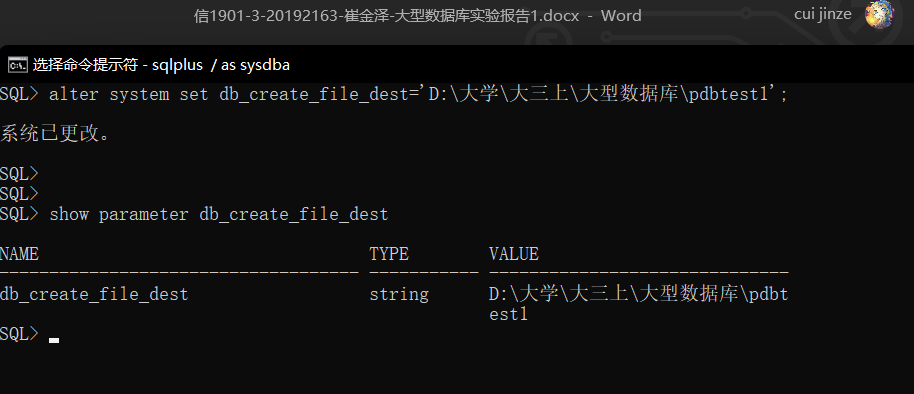 信1901-3-20192163-崔金泽-大型数据库实验报告1.docx - Word
cui jinze
选择命令提示符 - sqlplus / as sysdba
SQL> alter system set db_create_file_dest='D:\大学\大三上\大型数据库\pdbtest1';
系统已更改。
SQL>
SQL>
SQL> show parameter db_create_file_dest
NAME TYPE VALUE
------------------------------------ ----------- ------------------------------
db_create_file_dest string D:\大学\大三上\大型数据库\pdbt
est1
SQL>